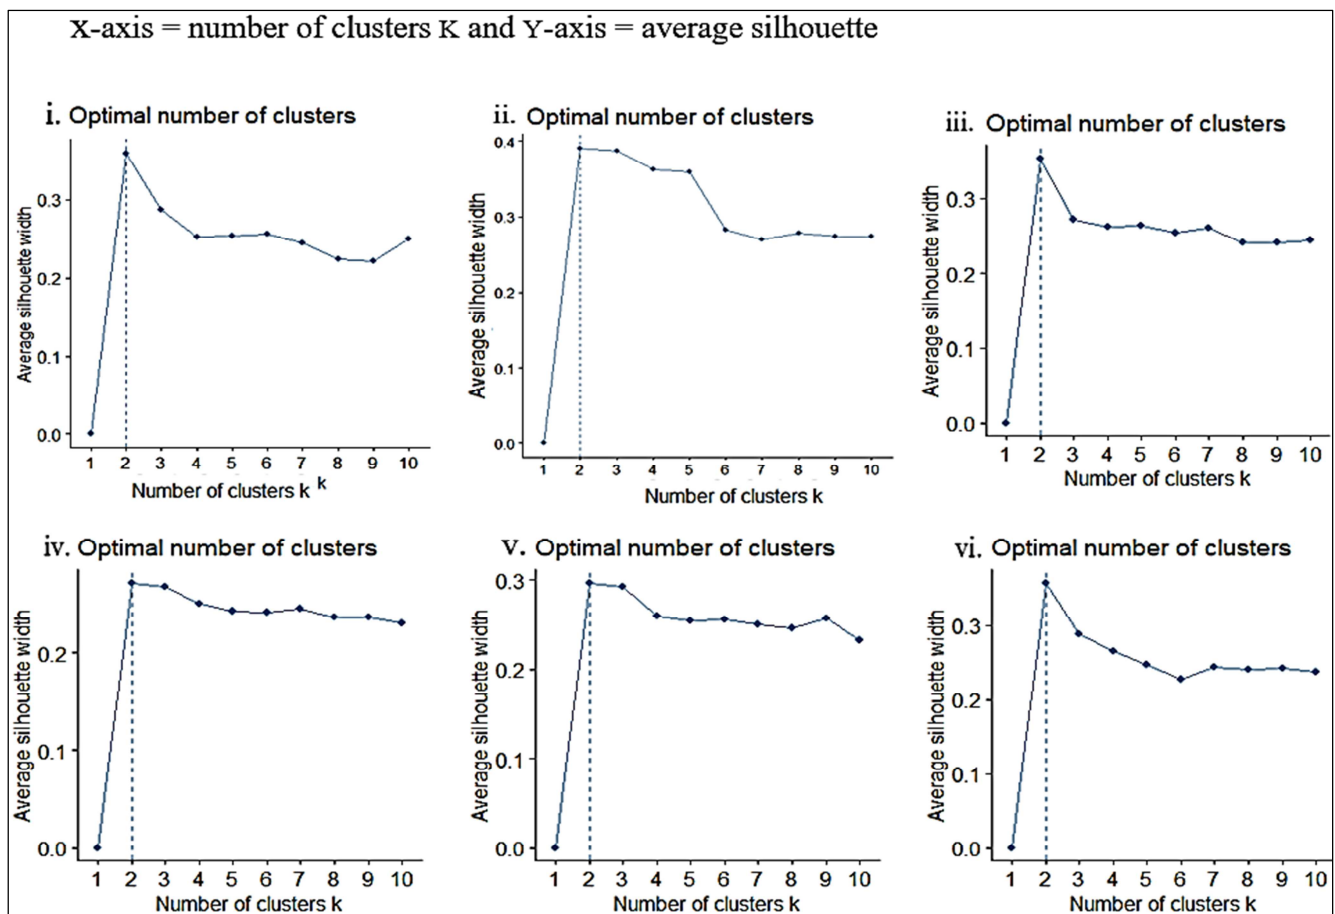 X-axis = number of clusters K and Y-axis = average silhouette
i. Optimal number of clusters
Average silhouette width
0.3
0.2
0.1
0.0
1 2 3 4 5 6 7 8 9 10
Number of clusters k k
ii. Optimal number of clusters
Average silhouette width
0.4
0.3
0.2
0.1
0.0
1 2 3 4 5 6 7 8 9 10
Number of clusters k
iii. Optimal number of clusters
Average silhouette width
0.3
0.2
0.1
0.0
1 2 3 4 5 6 7 8 9 10
Number of clusters k
iv. Optimal number of clusters
Average silhouette width
0.2
0.1
0.0
1 2 3 4 5 6 7 8 9 10
Number of clusters k
v. Optimal number of clusters
Average silhouette width
0.3
0.2
0.1
0.0
1 2 3 4 5 6 7 8 9 10
Number of clusters k
vi. Optimal number of clusters
Average silhouette width
0.3
0.2
0.1
0.0
1 2 3 4 5 6 7 8 9 10
Number of clusters k